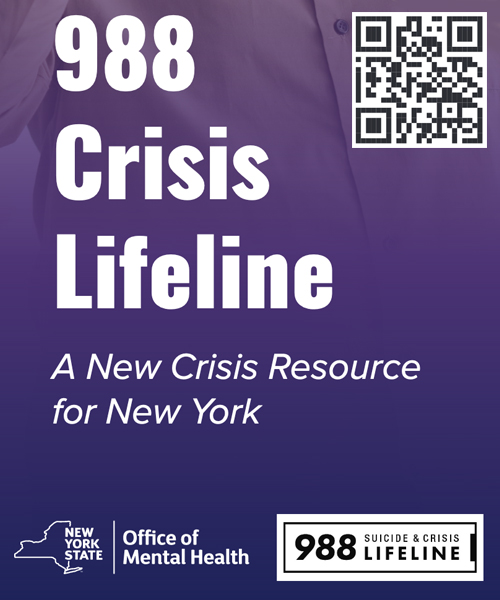 988
Crisis
Lifeline
A New Crisis Resource
for New York
NEW
YORK
STATE
Office of
Mental Health
988 SUICIDE & CRISIS
LIFELINE